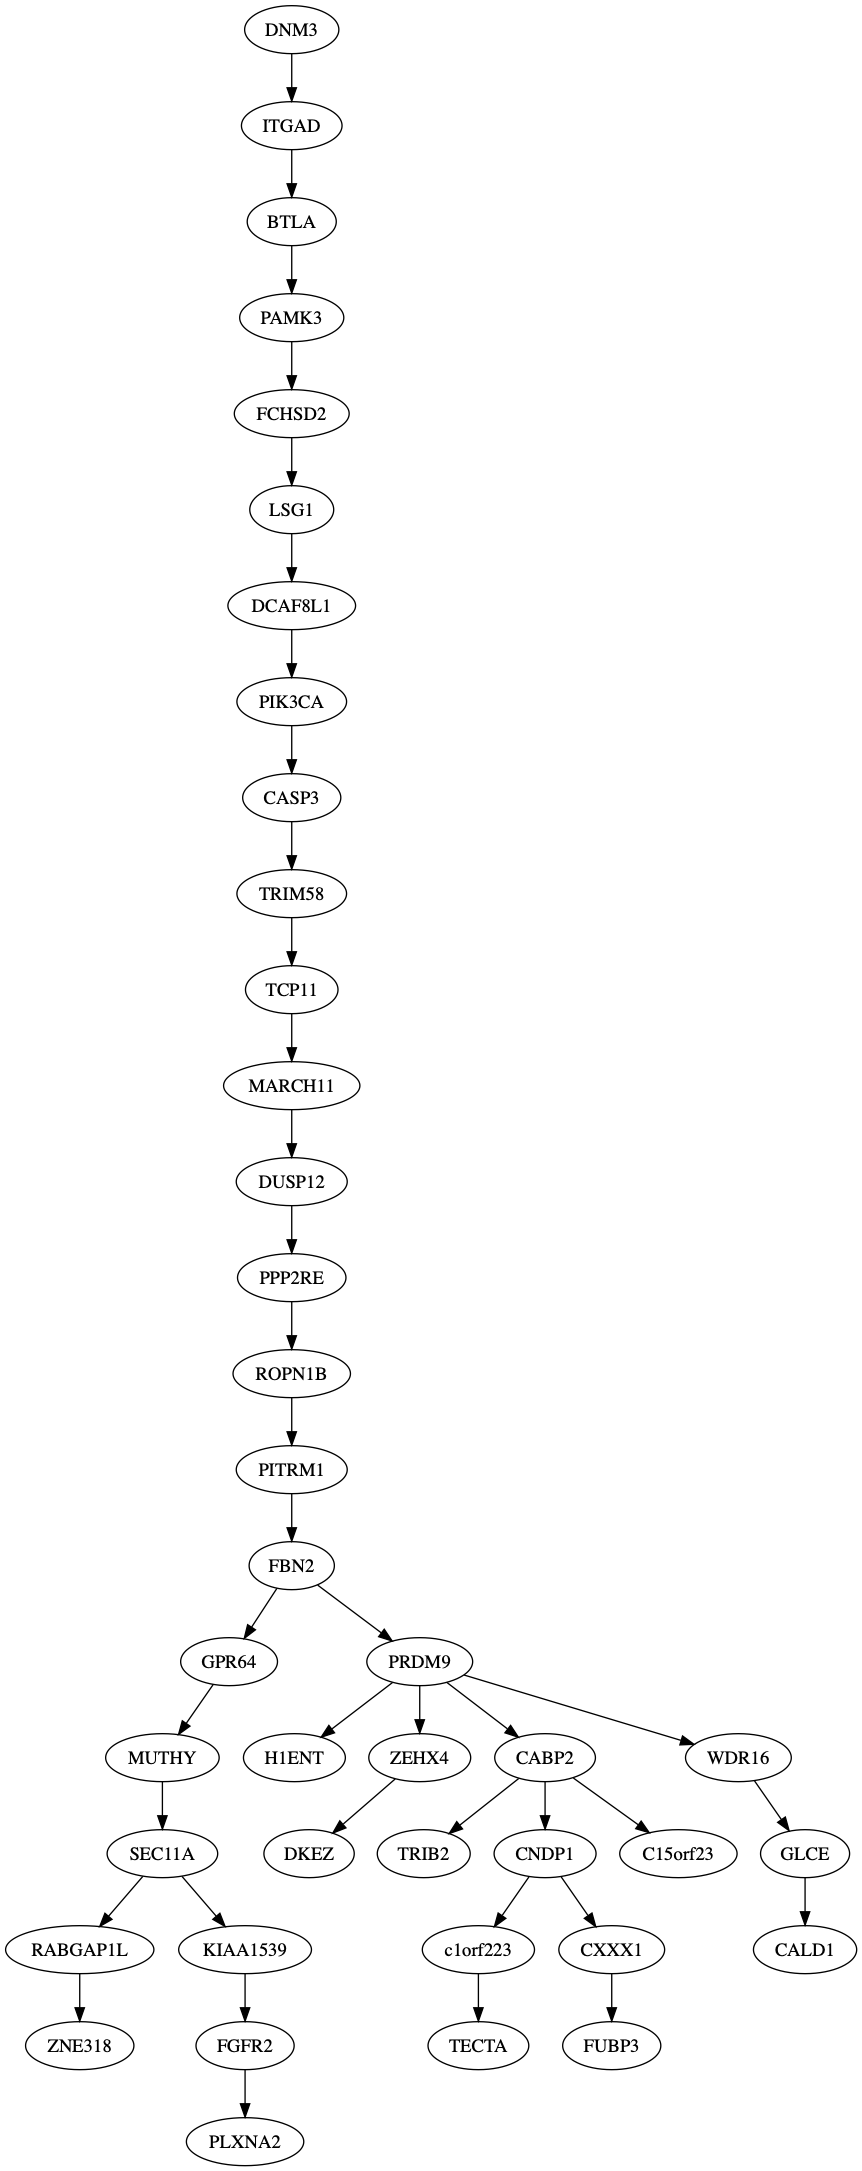 DNM3
ITGAD
BTLA
PAMK3
FCHSD2
LSG1
DCAF8L1
PIK3CA
CASP3
TRIM58
TCP11
MARCH11
DUSP12
PPP2RE
ROPN1B
PITRM1
FBN2
GPR64 PRDM9
MUTHY H1ENT ZEHX4 CABP2 WDR16
SEC11A DKEZ TRIB2 CNDP1 C15orf23 GLCE
RABGAP1L KIAA1539 c1orf223 CXXX1 CALD1
ZNE318 FGFR2 TECTA FUBP3
PLXNA2